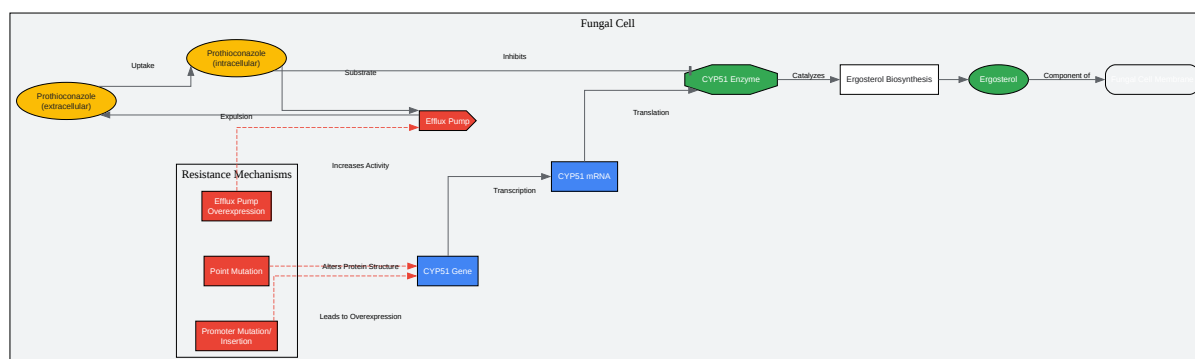 Fungal Cell
Prothioconazole
(intracellular)
Uptake
Inhibits
Substrate
CYP51 Enzyme
Catalyzes
Ergosterol Biosynthesis
Ergosterol
Component of
Prothioconazole
(extracellular)
Expulsion
Efflux Pump
Translation
Increases Activity
Resistance Mechanisms
CYP51 mRNA
Transcription
Efflux Pump
Overexpression
Point Mutation
Alters Protein Structure
CYP51 Gene
Leads to Overexpression
Promoter Mutation/
Insertion